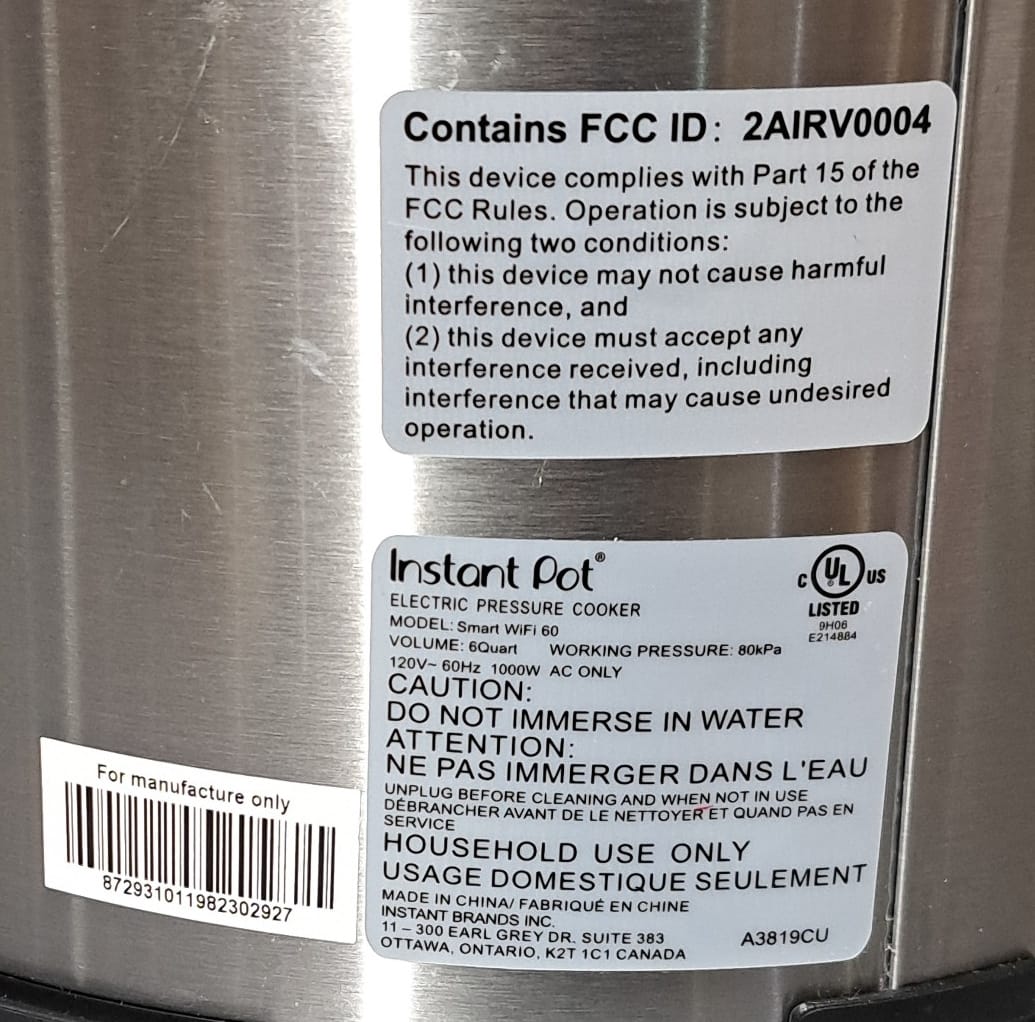 Contains FCC ID: 2AIRV0004
This device complies with Part 15 of the
FCC Rules. Operation is subject to the
following two conditions:
(1) this device may not cause harmful
interference, and
(2) this device must accept any
interference received, including
interference that may cause undesired
operation.
Instant Pot®
ELECTRIC PRESSURE COOKER
MODEL: Smart WiFi 60
VOLUME: 6Quart WORKING PRESSURE: 80kPa
120V~ 60Hz 1000W AC ONLY
C UL® US
LISTED
9H06
E214884
CAUTION:
DO NOT IMMERSE IN WATER
ATTENTION:
NE PAS IMMERGER DANS L'EAU
UNPLUG BEFORE CLEANING AND WHEN NOT IN USE
DÉBRANCHER AVANT DE LE NETTOYER ET QUAND PAS EN
SERVICE
HOUSEHOLD USE ONLY
USAGE DOMESTIQUE SEULEMENT
MADE IN CHINA/ FABRIQUÉ EN CHINE
INSTANT BRANDS INC.
11 – 300 EARL GREY DR. SUITE 383
OTTAWA, ONTARIO, K2T 1C1 CANADA
A3819CU
For manufacture only
872931011982302927